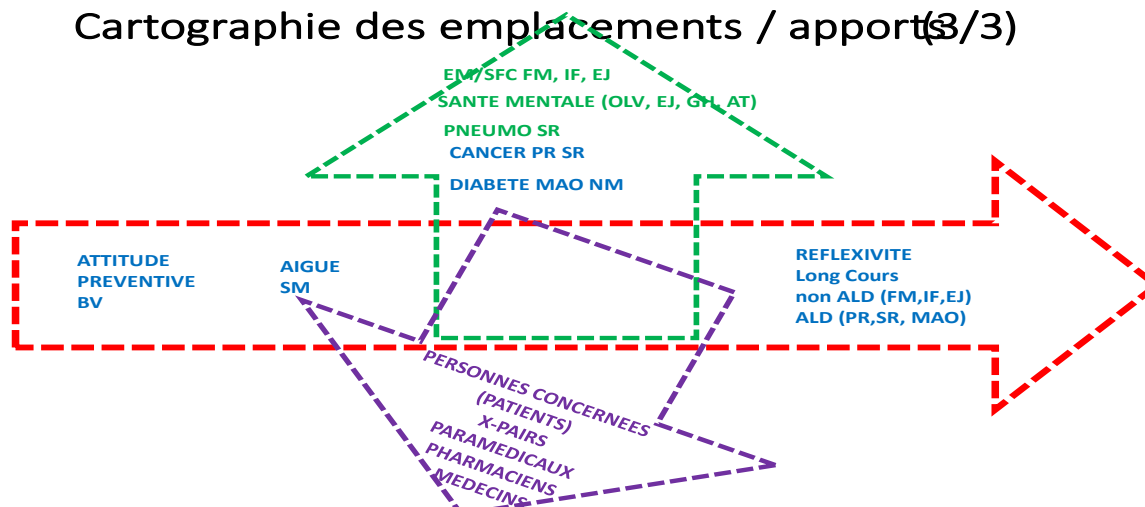 Cartographie des emplacements / apports (3/3)
EM/SFC FM, IF, EJ
SANTE MENTALE (OLV, EJ, GH, AT)
PNEUMO SR
CANCER PR SR
DIABETE MAO NM
ATTITUDE
PREVENTIVE
BV
AIGUE
SM
REFLEXIVITE
Long Cours
non ALD (FM,IF,EJ)
ALD (PR,SR, MAO)
PERSONNES CONCERNEES
(PATIENTS)
X-PAIRS
PARAMEDICAUX
PHARMACIENS
MEDECINS